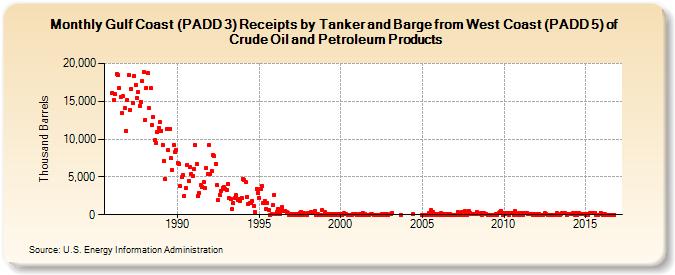 Monthly Gulf Coast (PADD 3) Receipts by Tanker and Barge from West Coast (PADD 5) of
Crude Oil and Petroleum Products
Thousand Barrels
20,000
15,000
10,000
5,000
0
1990
1995
2000
2005
2010
2015
Source: U.S. Energy Information Administration